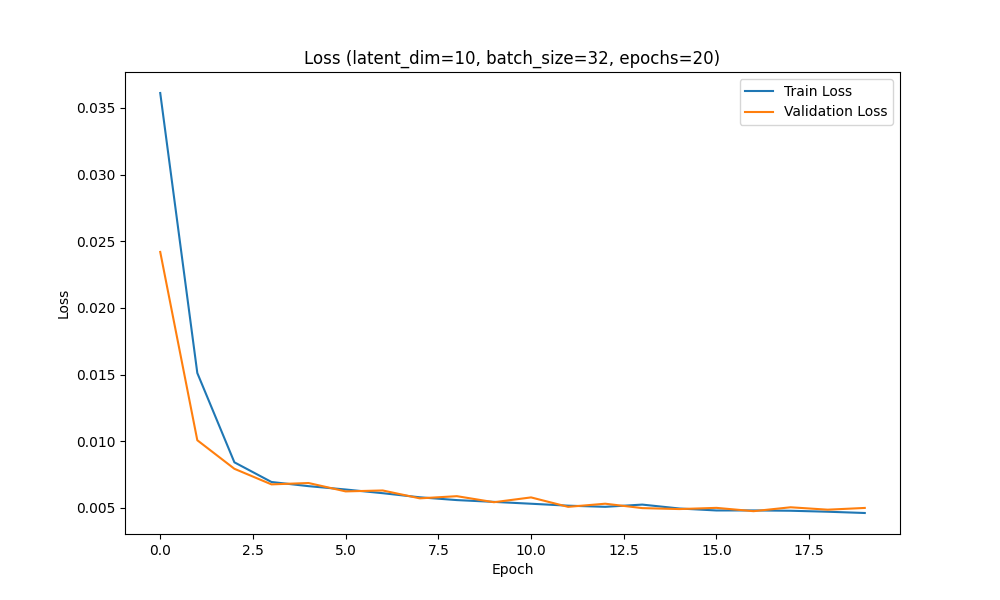 Loss (latent_dim=10, batch_size=32, epochs=20)
Train Loss
Validation Loss
0.035
0.030
0.025
0.020
0.015
0.010
0.005
Loss
0.0 2.5 5.0 7.5 10.0 12.5 15.0 17.5
Epoch